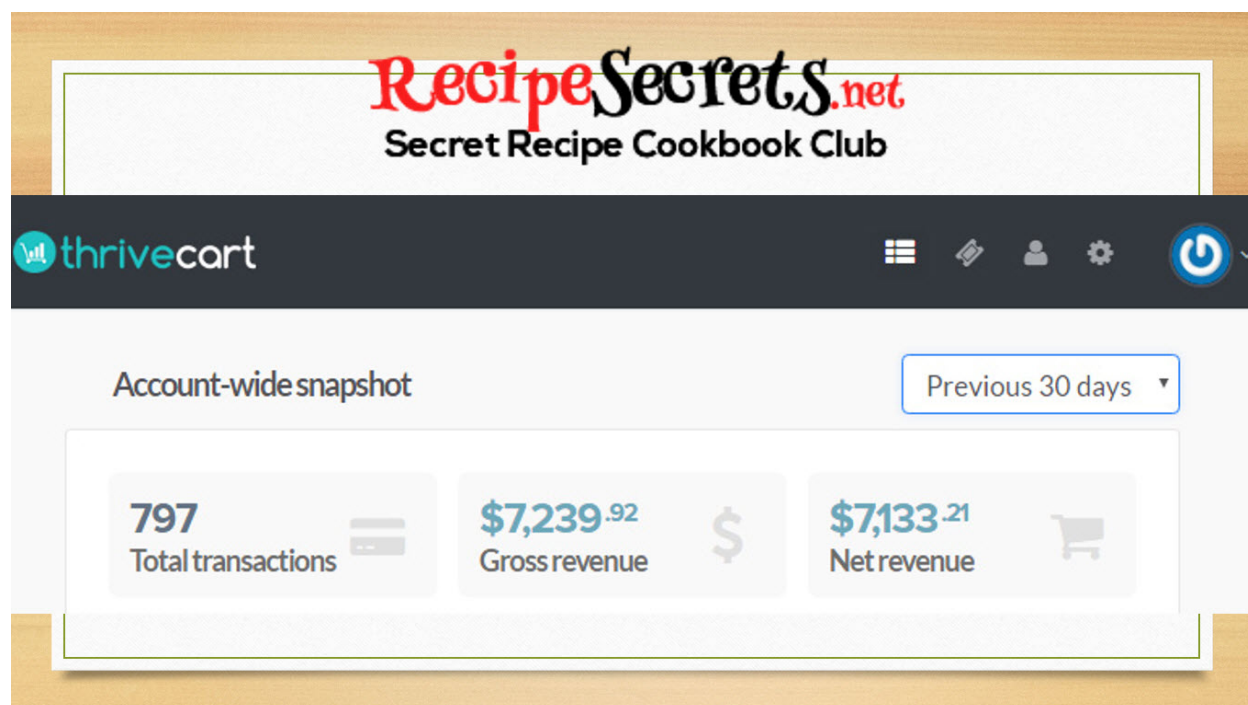 RecipeSecrets.net
Secret Recipe Cookbook Club
thrivecart
Account-wide snapshot
Previous 30 days
797
Total transactions
$7,239.92
Gross revenue
$7,133.21
Net revenue